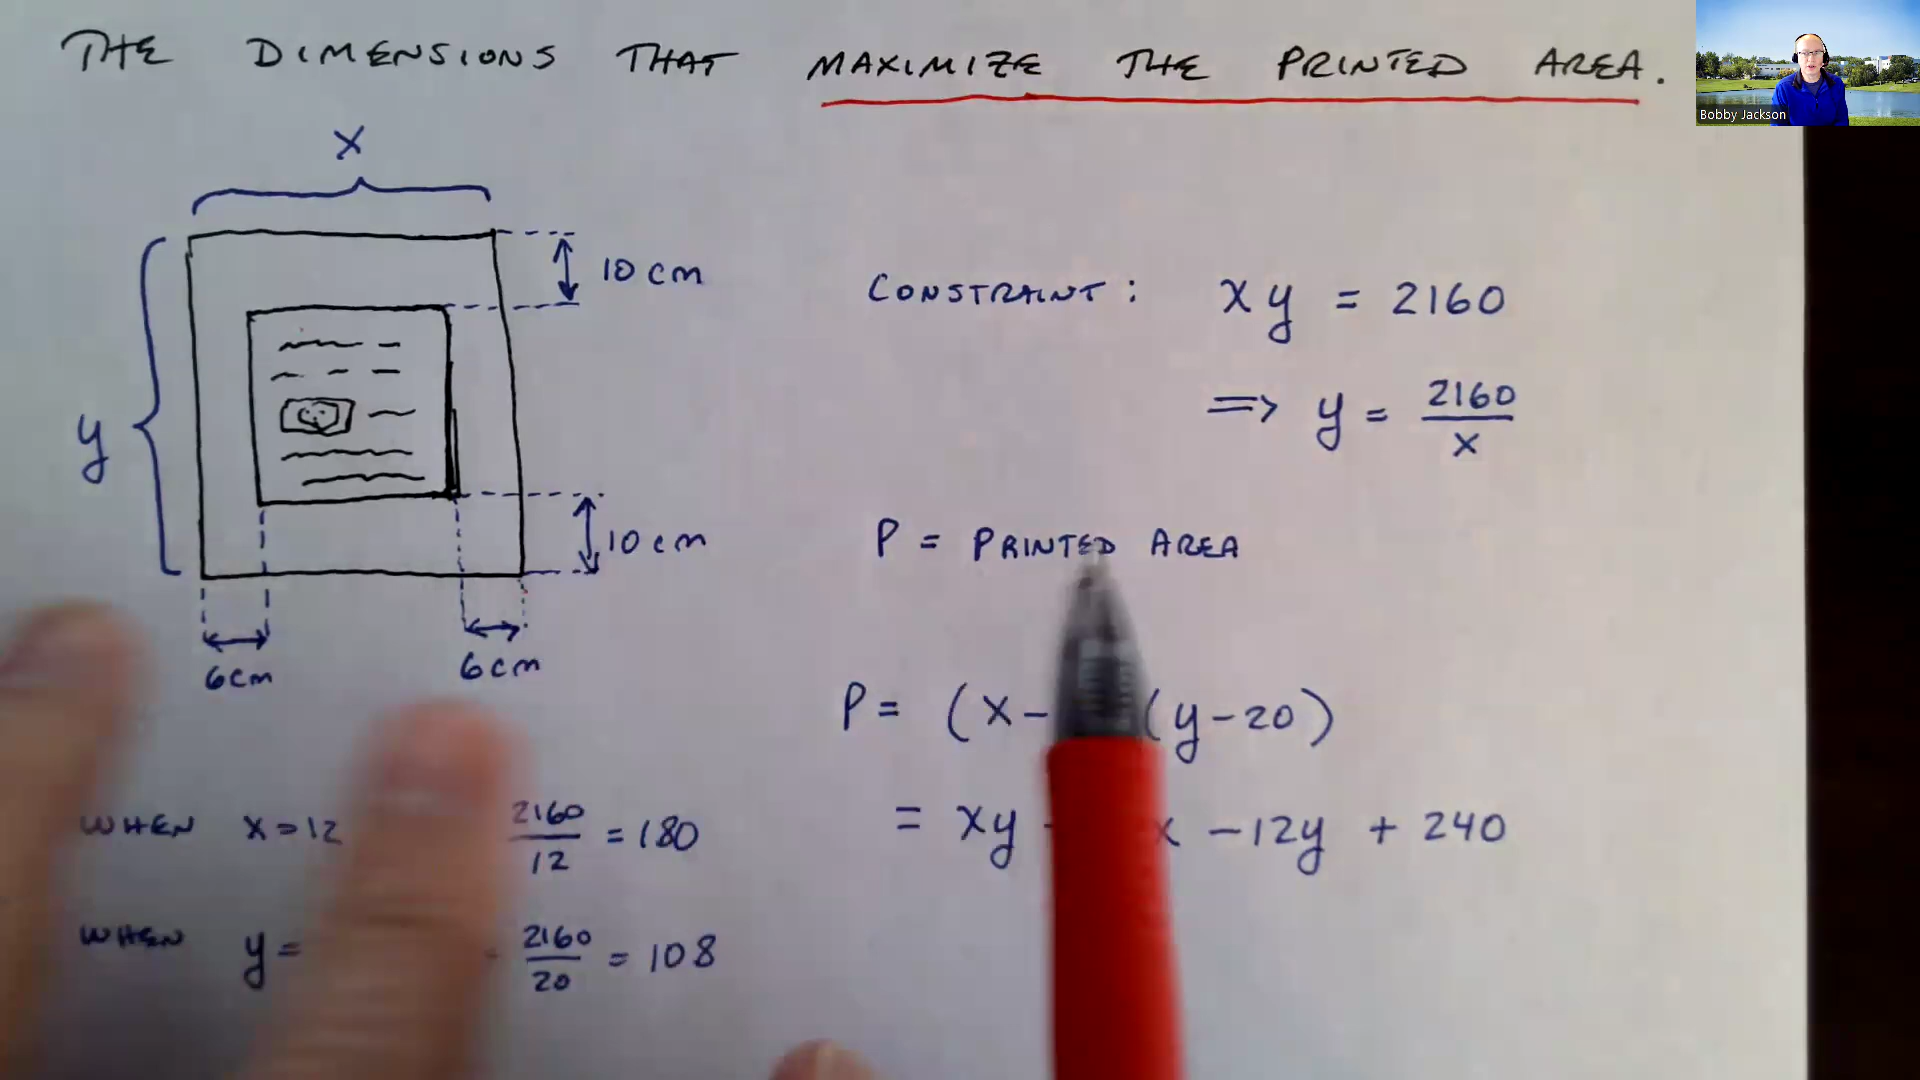 THE DIMENSIONS THAT MAXIMIZE THE PRINTED AREA.
Bobby Jackson
X
10 cm
CONSTRAINT: xy = 2160
⇒ y = 2160/x
y
10 cm
P = PRINTED AREA
6cm
6cm
P = (x- (y-20)
WHEN x=12 2160/12 = 180
= xy x -12y + 240
WHEN y= 2160/20 = 108